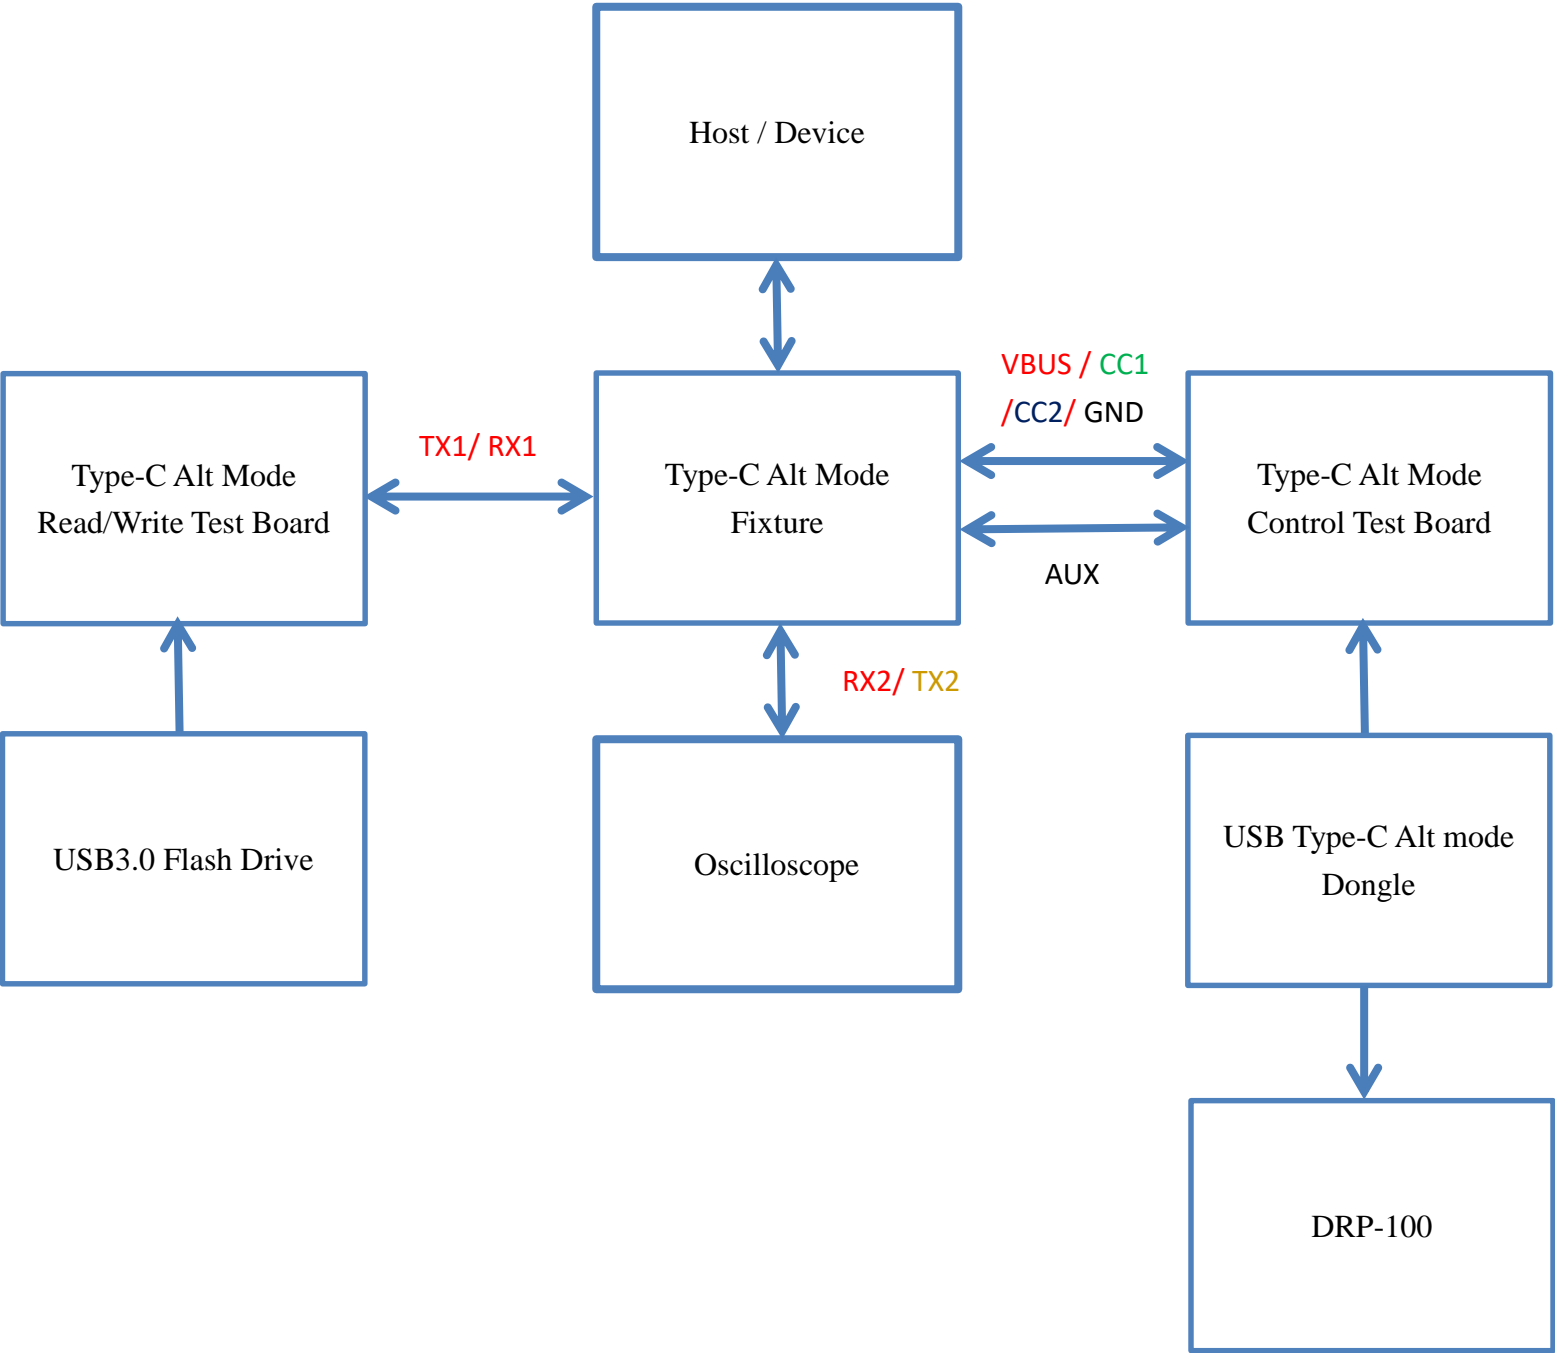 Host / Device
VBUS / CC1
/CC2/ GND
TX1/ RX1
Type-C Alt Mode
Read/Write Test Board
Type-C Alt Mode
Fixture
Type-C Alt Mode
Control Test Board
AUX
RX2/ TX2
USB3.0 Flash Drive
Oscilloscope
USB Type-C Alt mode
Dongle
DRP-100